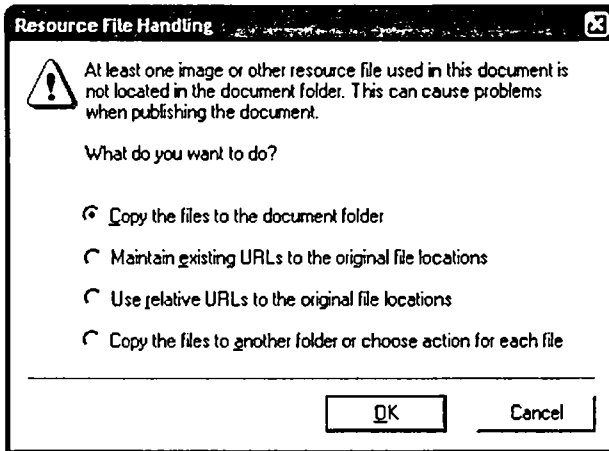 Resource File Handling
At least one image or other resource file used in this document is
not located in the document folder. This can cause problems
when publishing the document.
What do you want to do?
Copy the files to the document folder
Maintain existing URLs to the original file locations
Use relative URLs to the original file locations
Copy the files to another folder or choose action for each file
OK
Cancel